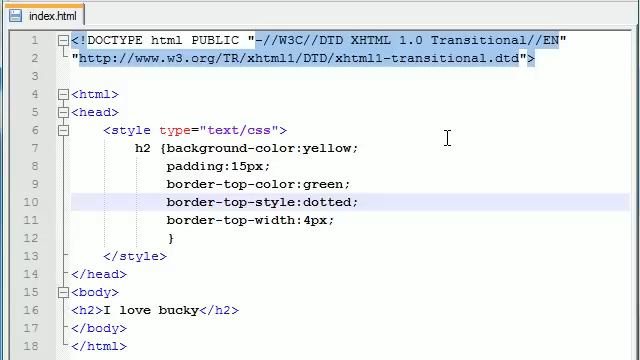 index.html
1 <!DOCTYPE html PUBLIC "-//W3C//DTD XHTML 1.0 Transitional//EN"
2 "http://www.w3.org/TR/xhtml1/DTD/xhtml1-transitional.dtd">
3
4 <html>
5 <head>
6 <style type="text/css">
7 h2 {background-color:yellow;
8 padding:15px;
9 border-top-color:green;
10 border-top-style:dotted;
11 border-top-width:4px;
12 }
13 </style>
14 </head>
15 <body>
16 <h2>I love bucky</h2>
17 </body>
18 </html>